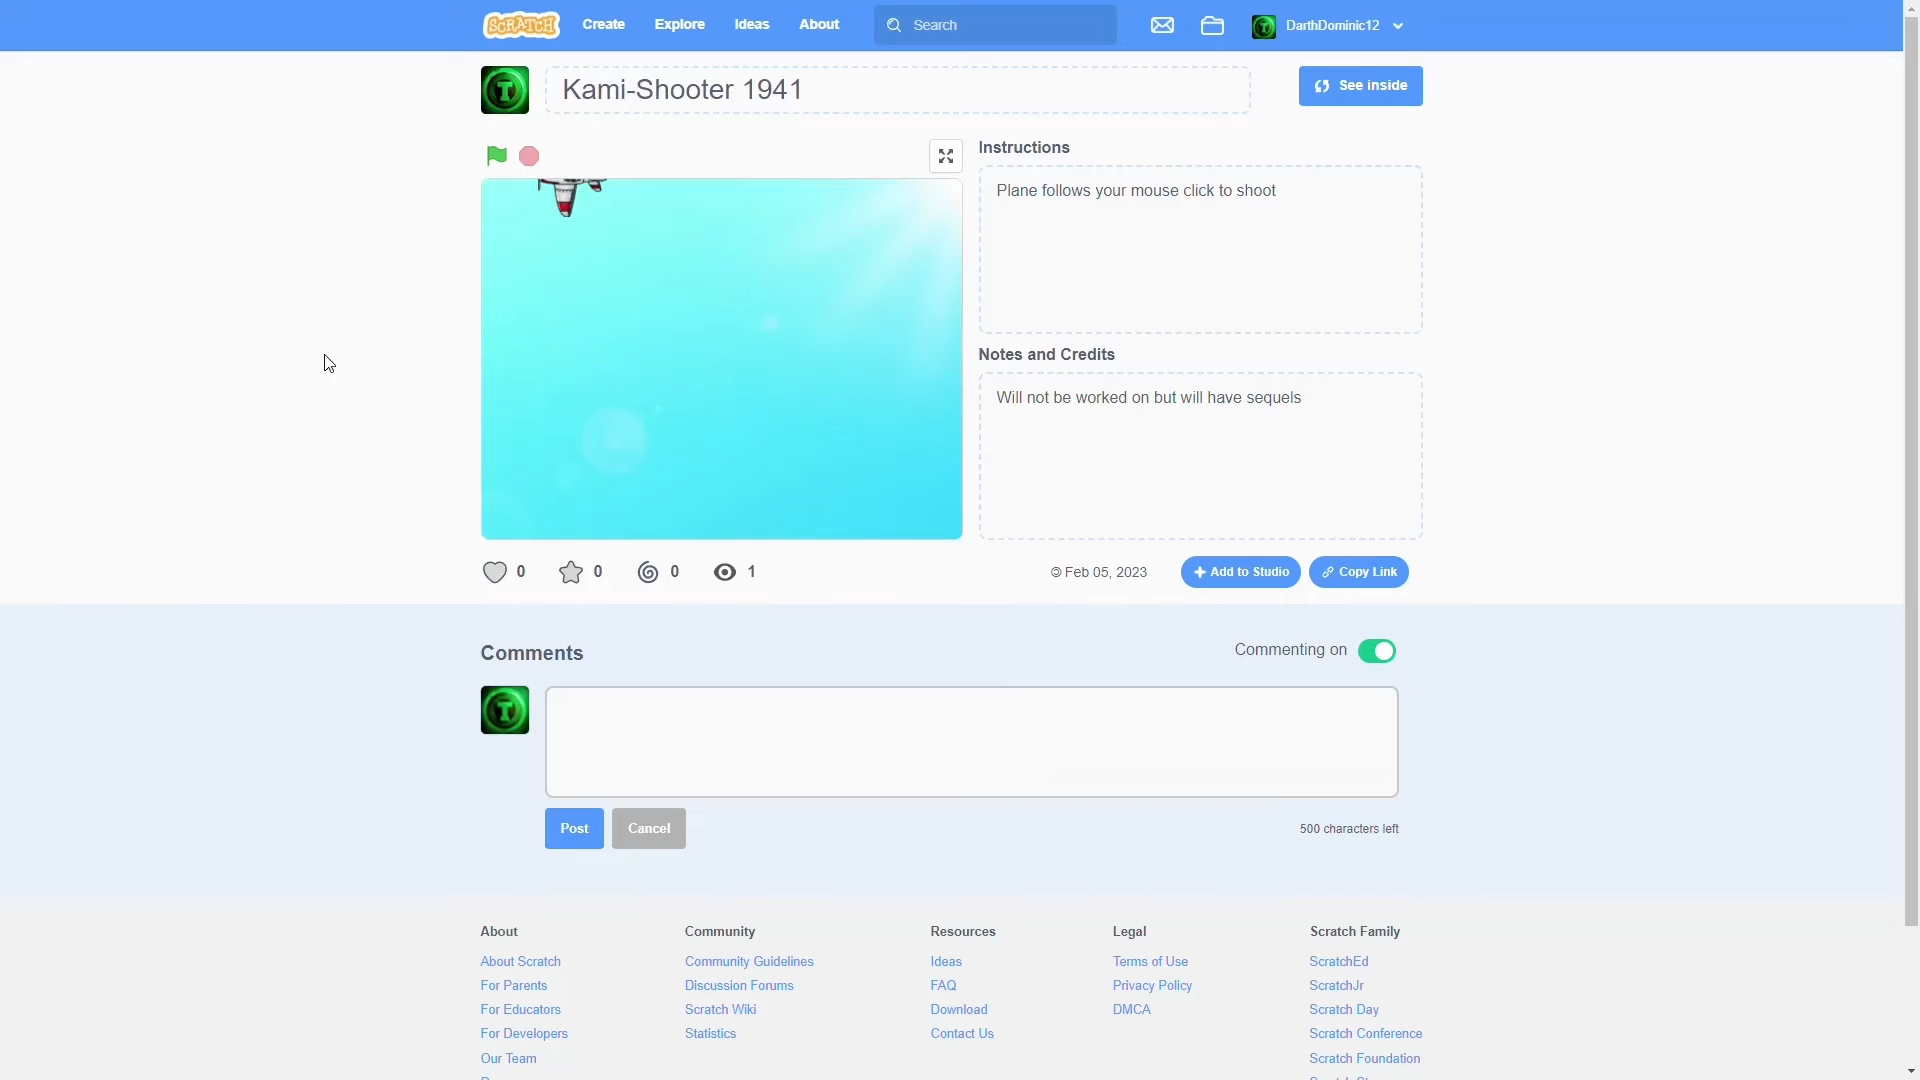 SCRATCH Create Explore Ideas About Search DarthDominic12
Kami-Shooter 1941
See inside
Instructions
Plane follows your mouse click to shoot
Notes and Credits
Will not be worked on but will have sequels
0 0 0 1
© Feb 05, 2023
Add to Studio
Copy Link
Comments
Commenting on
Post
Cancel
500 characters left
About
About Scratch
For Parents
For Educators
For Developers
Our Team
Community
Community Guidelines
Discussion Forums
Scratch Wiki
Statistics
Resources
Ideas
FAQ
Download
Contact Us
Legal
Terms of Use
Privacy Policy
DMCA
Scratch Family
ScratchEd
ScratchJr
Scratch Day
Scratch Conference
Scratch Foundation